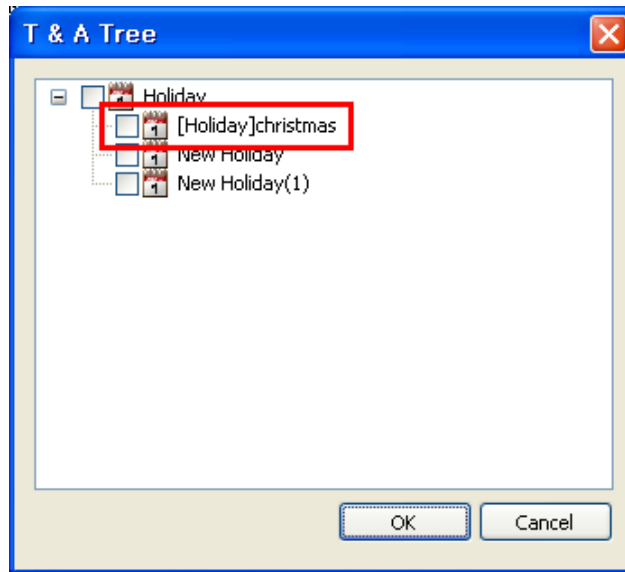 T & A Tree
Holiday
[Holiday]christmas
New Holiday
New Holiday(1)
OK
Cancel